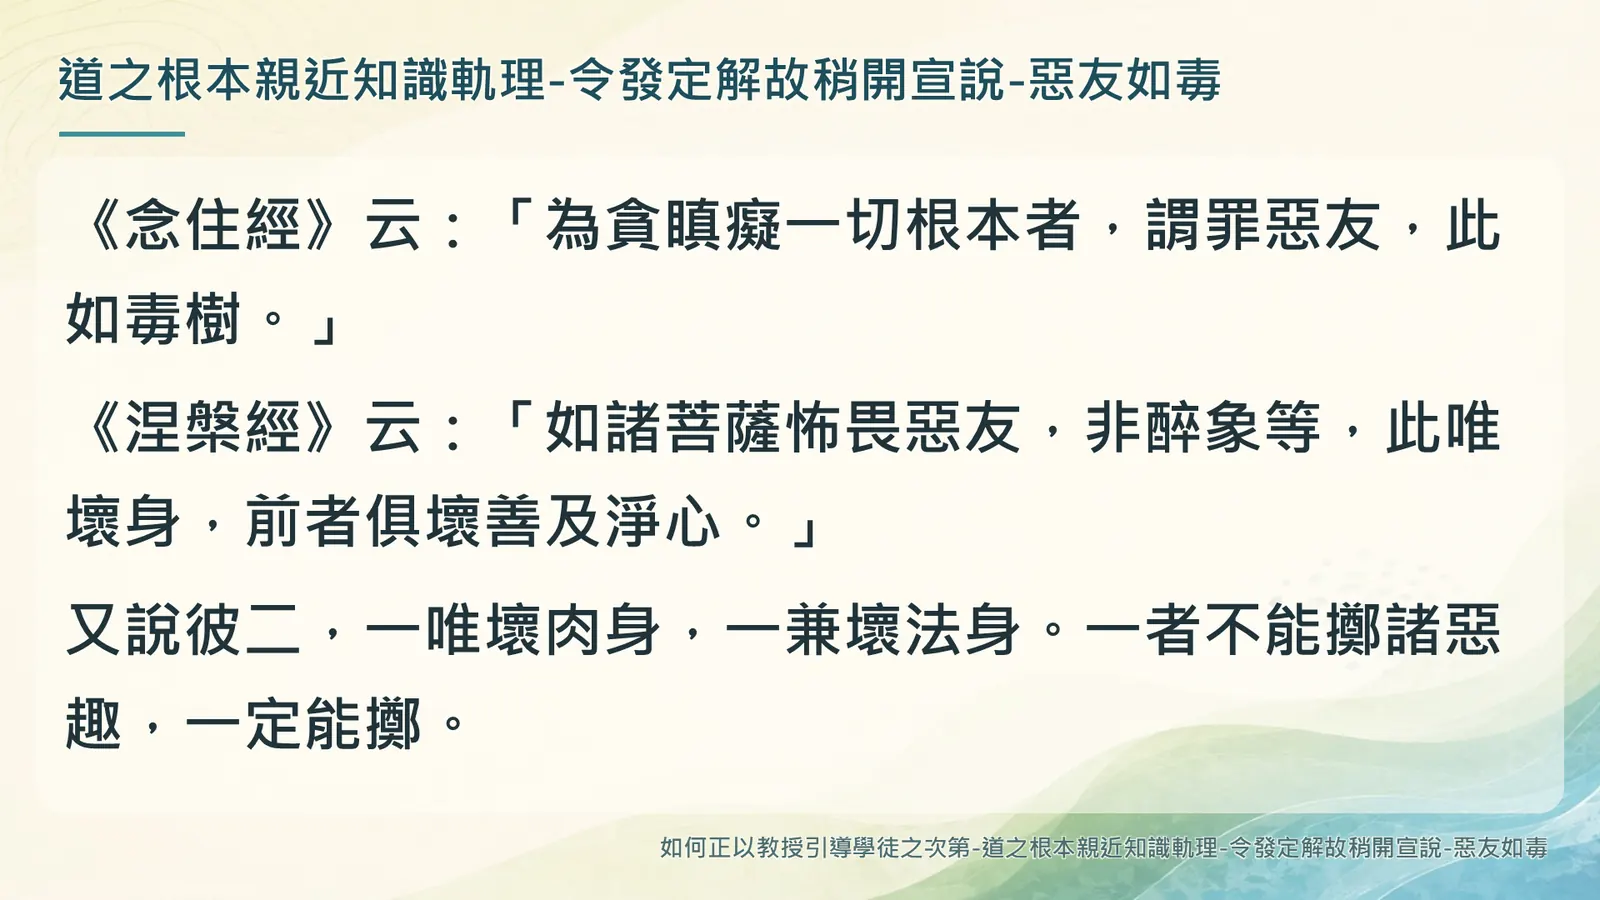 道之根本親近知識軌理-令發定解故稍開宣說-惡友如毒
《念住經》云：「為貪瞋癡一切根本者，謂罪惡友，此
如毒樹。」
《涅槃經》云：「如諸菩薩怖畏惡友，非醉象等，此唯
壞身，前者俱壞善及淨心。」
又說彼二，一唯壞肉身，一兼壞法身。一者不能擲諸惡
趣，一定能擲。
如何正以教授引導學徒之次第-道之根本親近知識軌理-令發定解故稍開宣說-惡友如毒